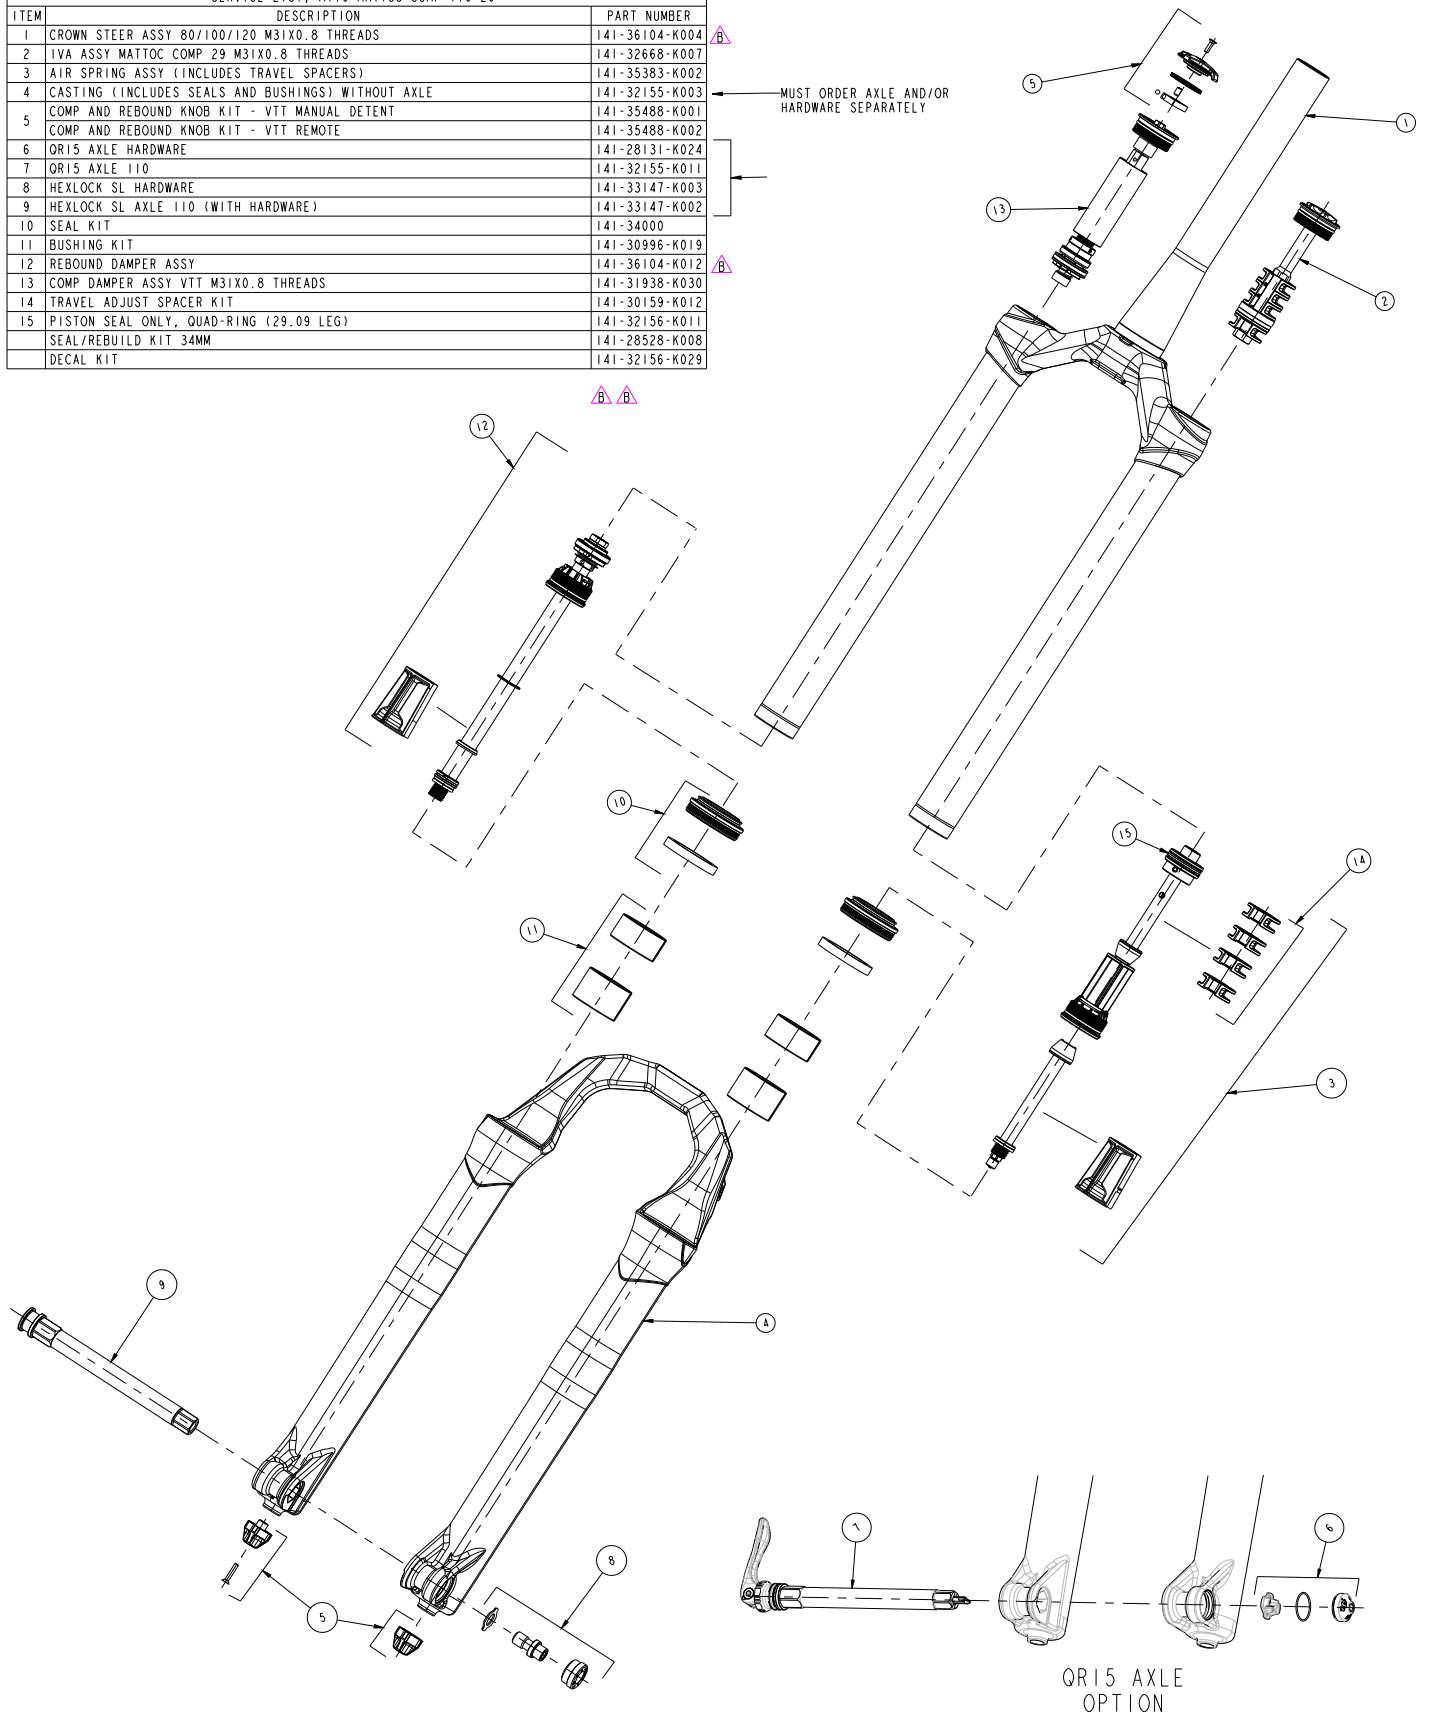 ITEM DESCRIPTION PART NUMBER
1 CROWN STEER ASSY 80/100/120 M31X0.8 THREADS 141-36104-K004 B
2 IVA ASSY MATTOC COMP 29 M31X0.8 THREADS 141-32668-K007
3 AIR SPRING ASSY (INCLUDES TRAVEL SPACERS) 141-35383-K002
4 CASTING (INCLUDES SEALS AND BUSHINGS) WITHOUT AXLE 141-32155-K003
MUST ORDER AXLE AND/OR
HARDWARE SEPARATELY
5 COMP AND REBOUND KNOB KIT - VTT MANUAL DETENT 141-35488-K001
COMP AND REBOUND KNOB KIT - VTT REMOTE 141-35488-K002
6 QR15 AXLE HARDWARE 141-28131-K024
7 QR15 AXLE 110 141-32155-K011
8 HEXLOCK SL HARDWARE 141-33147-K003
9 HEXLOCK SL AXLE 110 (WITH HARDWARE) 141-33147-K002
10 SEAL KIT 141-34000
11 BUSHING KIT 141-30996-K019
12 REBOUND DAMPER ASSY 141-36104-K012 B
13 COMP DAMPER ASSY VTT M31X0.8 THREADS 141-31938-K030
14 TRAVEL ADJUST SPACER KIT 141-30159-K012
15 PISTON SEAL ONLY, QUAD-RING (29.09 LEG) 141-32156-K011
SEAL/REBUILD KIT 34MM 141-28528-K008
DECAL KIT 141-32156-K029
B B
5
1
13
2
12
10
15
14
11
3
9
4
7
6
8
5
QR15 AXLE
OPTION